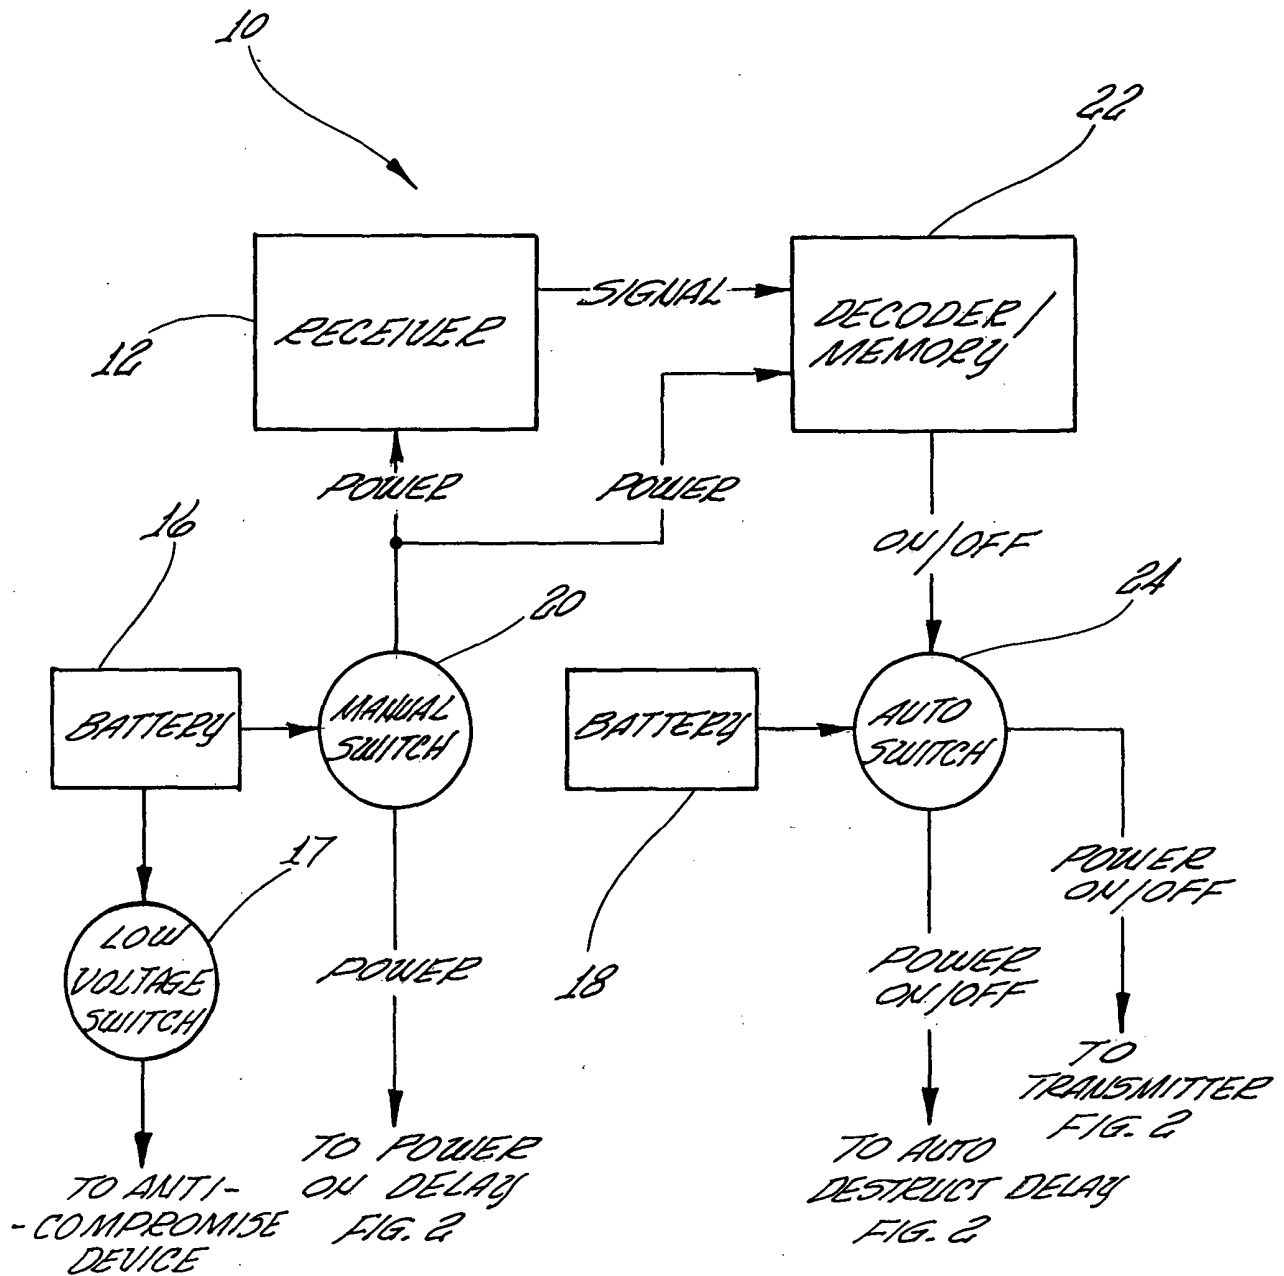 10
22
SIGNAL
RECEIVER
DECODER/
MEMORY
12
POWER
POWER
16
ON/OFF
24
20
BATTERY
MANUAL
SWITCH
BATTERY
AUTO
SWITCH
17
18
POWER
ON/OFF
LOW
VOLTAGE
SWITCH
POWER
POWER
ON/OFF
TO
TRANSMITTER
FIG. 2
TO ANTI-
-COMPROMISE
DEVICE
TO POWER
ON DELAY
FIG. 2
TO AUTO
DESTRUCT DELAY
FIG. 2